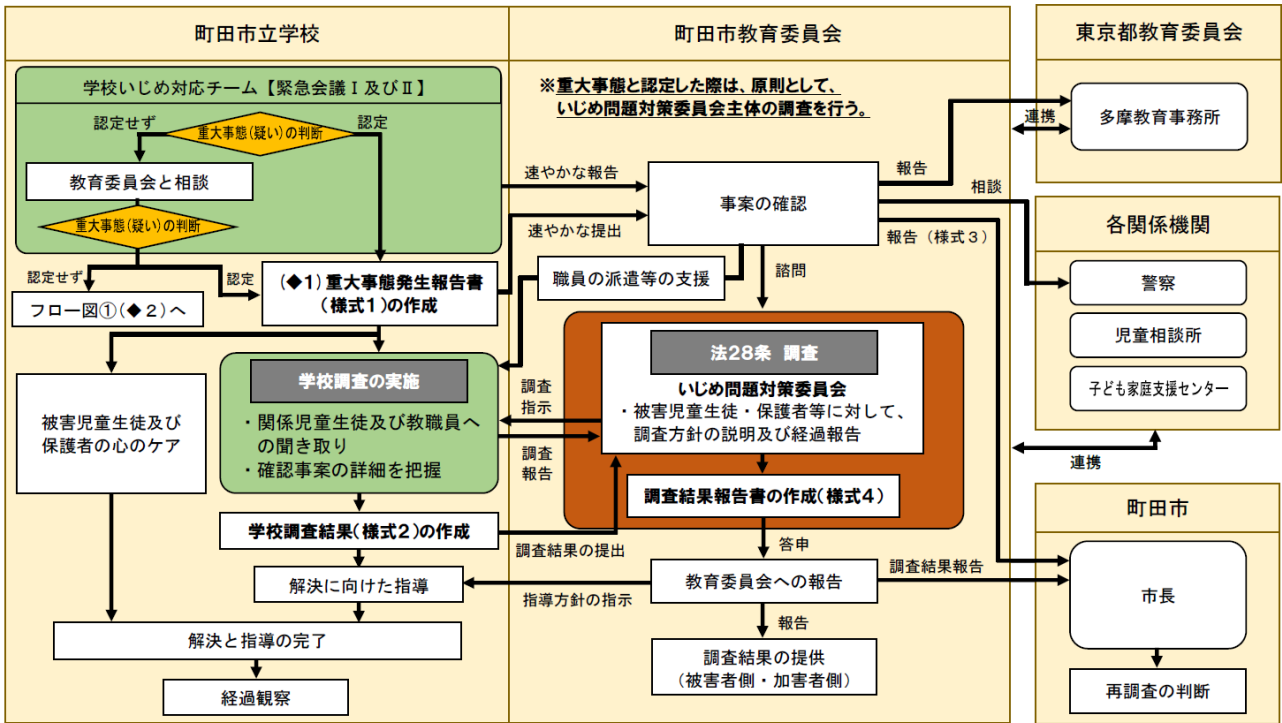 町田市立学校
学校いじめ対応チーム【緊急会議Ⅰ及びⅡ】
認定せず
重大事態(疑い)の判断
認定
教育委員会と相談
重大事態(疑い)の判断
認定せず
認定
フロー図①(◆2)へ
(◆1)重大事態発生報告書
(様式1)の作成
被害児童生徒及び
保護者の心のケア
学校調査の実施
・関係児童生徒及び教職員へ
の聞き取り
・確認事案の詳細を把握
学校調査結果(様式2)の作成
解決に向けた指導
解決と指導の完了
経過観察
町田市教育委員会
※重大事態と認定した際は、原則として、
いじめ問題対策委員会主体の調査を行う。
速やかな報告
速やかな提出
事案の確認
職員の派遣等の支援
諮問
法28条 調査
いじめ問題対策委員会
・被害児童生徒・保護者等に対して、
調査方針の説明及び経過報告
調査
指示
調査
報告
調査結果報告書の作成(様式4)
調査結果の提出
答申
教育委員会への報告
指導方針の指示
報告
調査結果の提供
(被害者側・加害者側)
報告
相談
報告(様式3)
調査結果報告
東京都教育委員会
連携
多摩教育事務所
各関係機関
警察
児童相談所
子ども家庭支援センター
連携
町田市
市長
再調査の判断